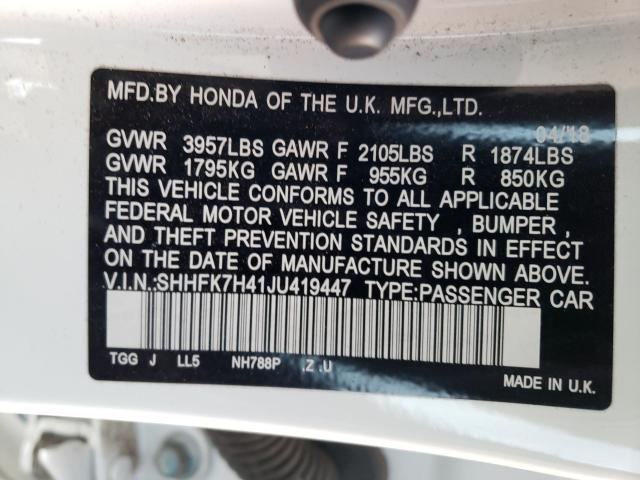 MFD.BY HONDA OF THE U.K. MFG.,LTD.
04/18
GVWR 3957LBS GAWR F 2105LBS R 1874LBS
GVWR 1795KG GAWR F 955KG R 850KG
THIS VEHICLE CONFORMS TO ALL APPLICABLE
FEDERAL MOTOR VEHICLE SAFETY , BUMPER ,
AND THEFT PREVENTION STANDARDS IN EFFECT
ON THE DATE OF MANUFACTURE SHOWN ABOVE.
V.I.N.:SHHFK7H41JU419447 TYPE:PASSENGER CAR
TGG J LL5 NH788P .Z .U
MADE IN U.K.